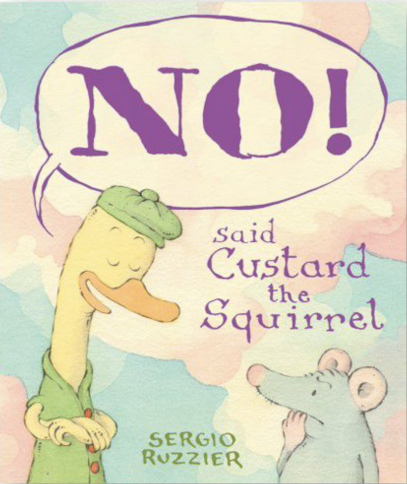 NO!
said
Custard
the
Squirrel
SERGIO
RUZZIER